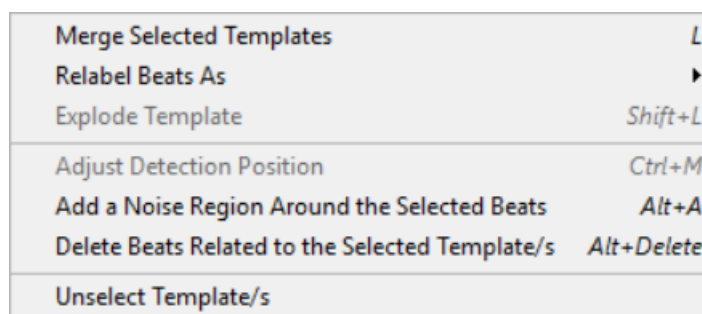 Merge Selected Templates L
Relabel Beats As
Explode Template Shift+L
Adjust Detection Position Ctrl+M
Add a Noise Region Around the Selected Beats Alt+A
Delete Beats Related to the Selected Template/s Alt+Delete
Unselect Template/s